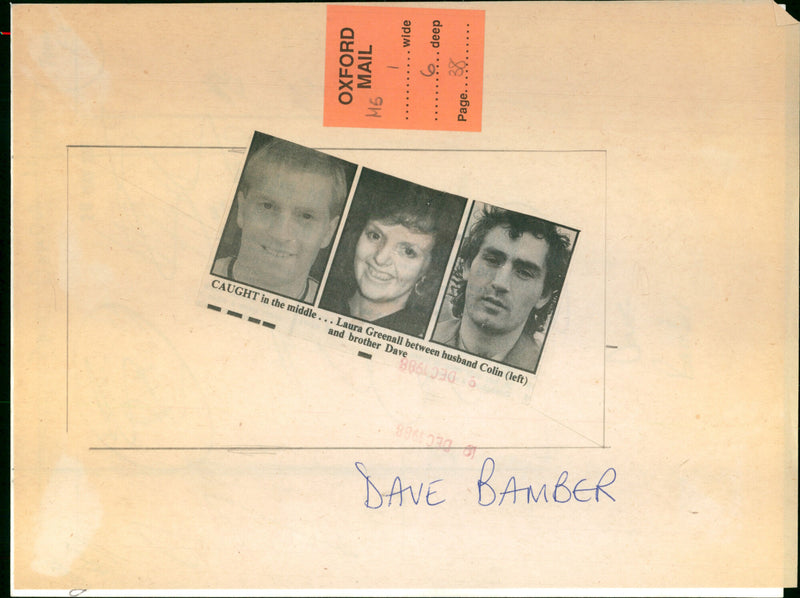 OXFORD
MAIL
M6
1 wide
6 deep
Page 38
CAUGHT in the middle . . . Laura Greenall between husband Colin (left)
and brother Dave
9 DEC 1988
DEC 1988
DAVE BAMBER